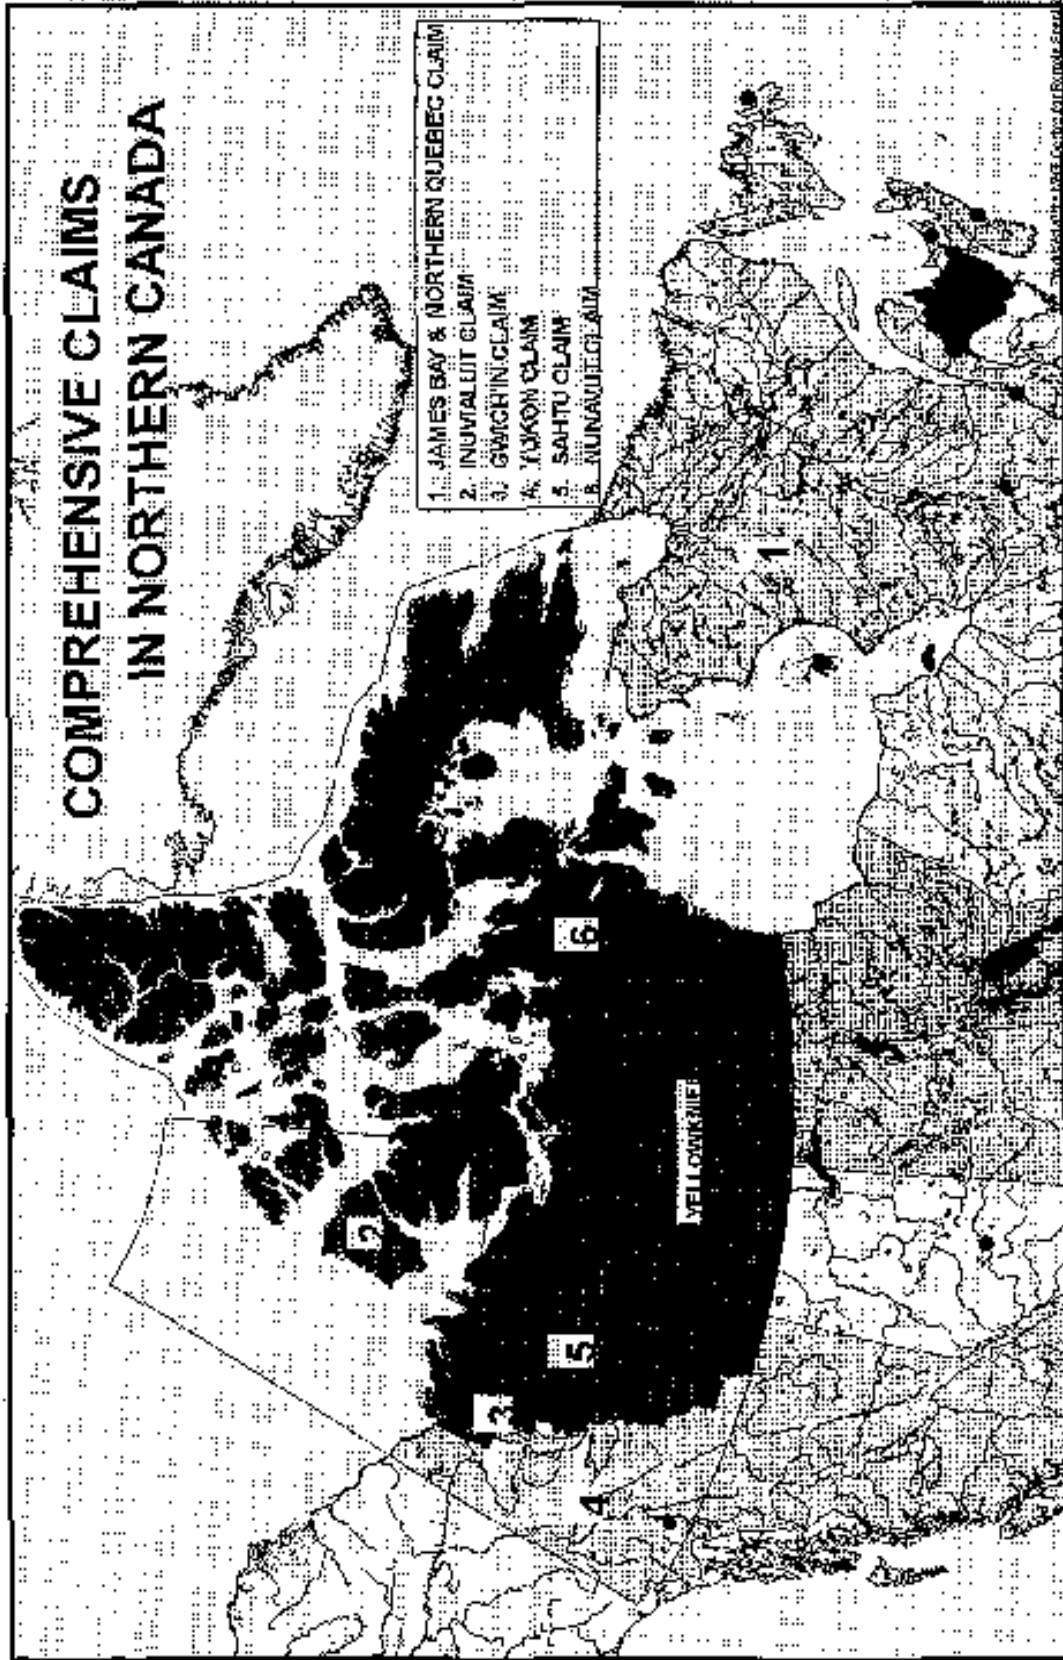 COMPREHENSIVE CLAIMS
IN NORTHERN CANADA
1. JAMES BAY & NORTHERN QUEBEC CLAIM
2. INUVIALUIT CLAIM
3. GWICH'IN CLAIM
4. YUKON CLAIM
5. SAHTU CLAIM
6. NUNAVUT CLAIM
2
6
1
3
5
4
YELLOWKNIFE